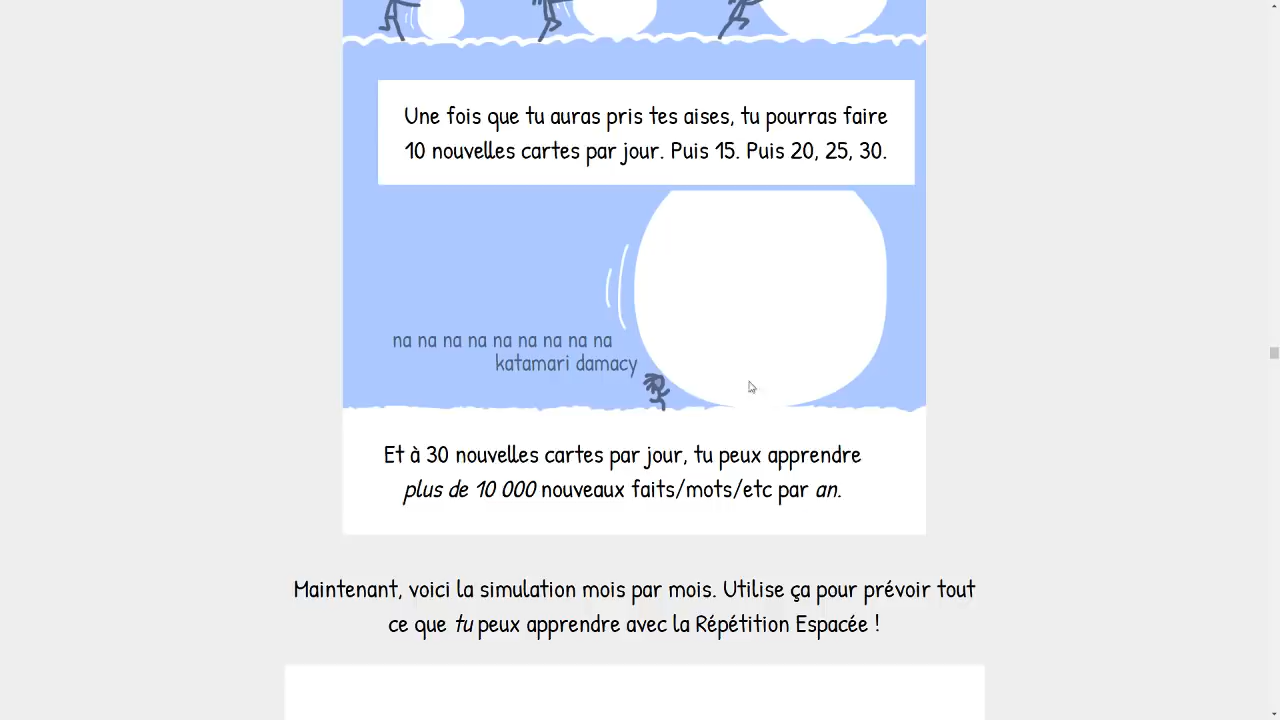 Une fois que tu auras pris tes aises, tu pourras faire
10 nouvelles cartes par jour. Puis 15. Puis 20, 25, 30.
na na na na na na na na na
katamari damacy
Et à 30 nouvelles cartes par jour, tu peux apprendre
plus de 10 000 nouveaux faits/mots/etc par an.
Maintenant, voici la simulation mois par mois. Utilise ça pour prévoir tout
ce que tu peux apprendre avec la Répétition Espacée !